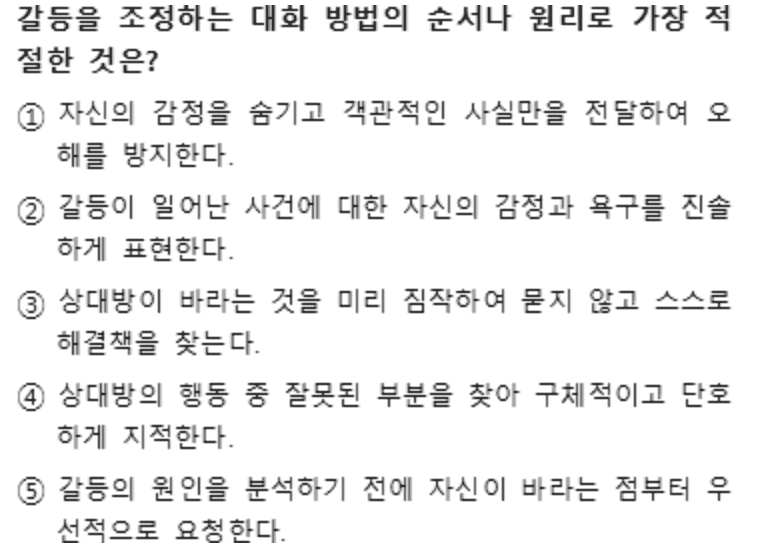 갈등을 조정하는 대화 방법의 순서나 원리로 가장 적
절한 것은?
① 자신의 감정을 숨기고 객관적인 사실만을 전달하여 오
해를 방지한다.
② 갈등이 일어난 사건에 대한 자신의 감정과 욕구를 진솔
하게 표현한다.
③ 상대방이 바라는 것을 미리 짐작하여 묻지 않고 스스로
해결책을 찾는다.
④ 상대방의 행동 중 잘못된 부분을 찾아 구체적이고 단호
하게 지적한다.
⑤ 갈등의 원인을 분석하기 전에 자신이 바라는 점부터 우
선적으로 요청한다.